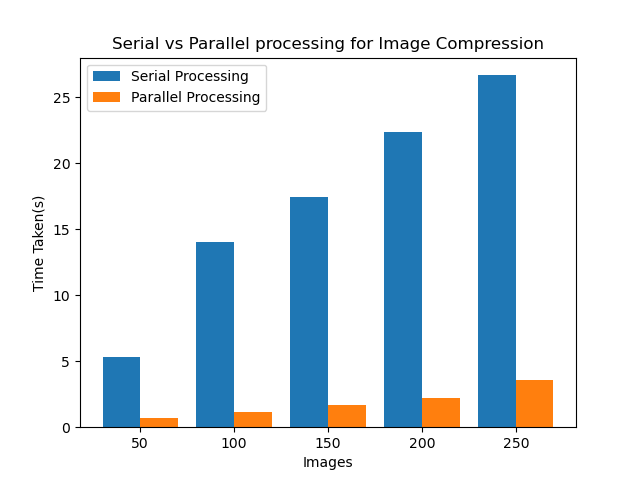 Serial vs Parallel processing for Image Compression
Serial Processing
Parallel Processing
25
20
15
10
5
0
Time Taken(s)
50 100 150 200 250
Images